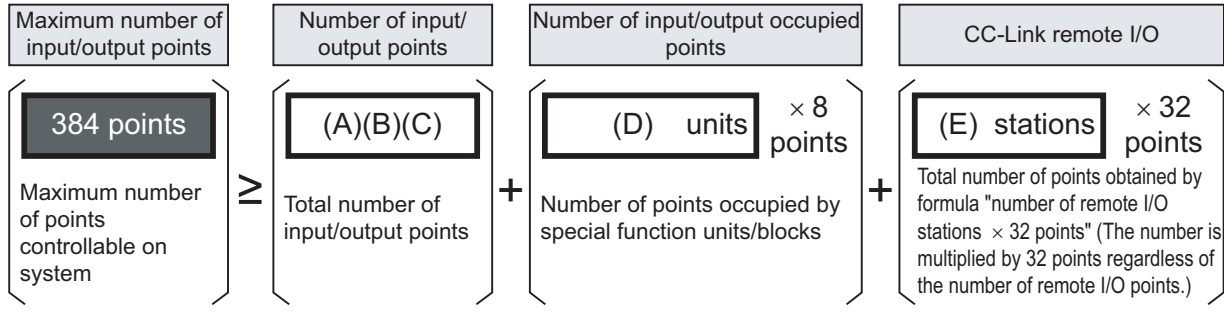 Maximum number of
input/output points
Number of input/
output points
Number of input/output occupied
points
CC-Link remote I/O
384 points
Maximum number
of points
controllable on
system
≥
(A)(B)(C)
Total number of
input/output points
+
(D) units
× 8
points
Number of points occupied by
special function units/blocks
+
(E) stations
× 32
points
Total number of points obtained by
formula "number of remote I/O
stations × 32 points" (The number is
multiplied by 32 points regardless of
the number of remote I/O points.)